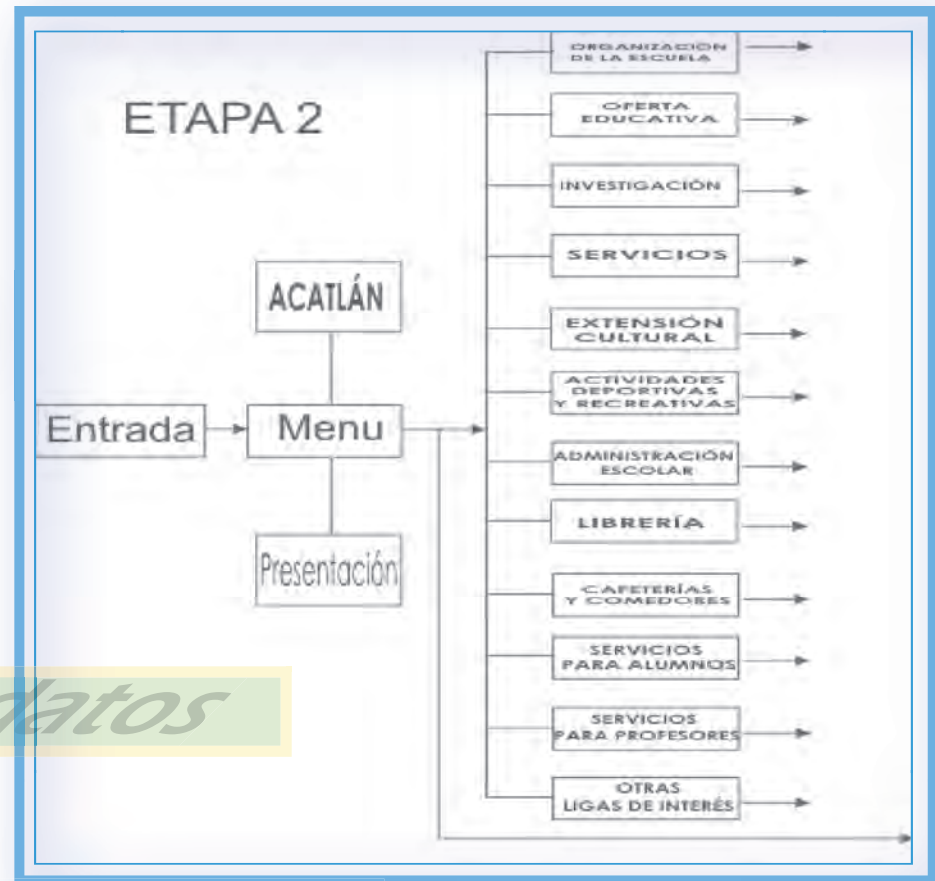 ETAPA 2
ACATLÁN
Entrada
Menu
Presentación
ORGANIZACIÓN
DE LA ESCUELA
OFERTA
EDUCATIVA
INVESTIGACIÓN
SERVICIOS
EXTENSIÓN
CULTURAL
ACTIVIDADES
DEPORTIVAS
Y RECREATIVAS
ADMINISTRACIÓN
ESCOLAR
LIBRERÍA
CAFETERÍAS
Y COMEDORES
SERVICIOS
PARA ALUMNOS
SERVICIOS
PARA PROFESORES
OTRAS
LIGAS DE INTERÉS
datos